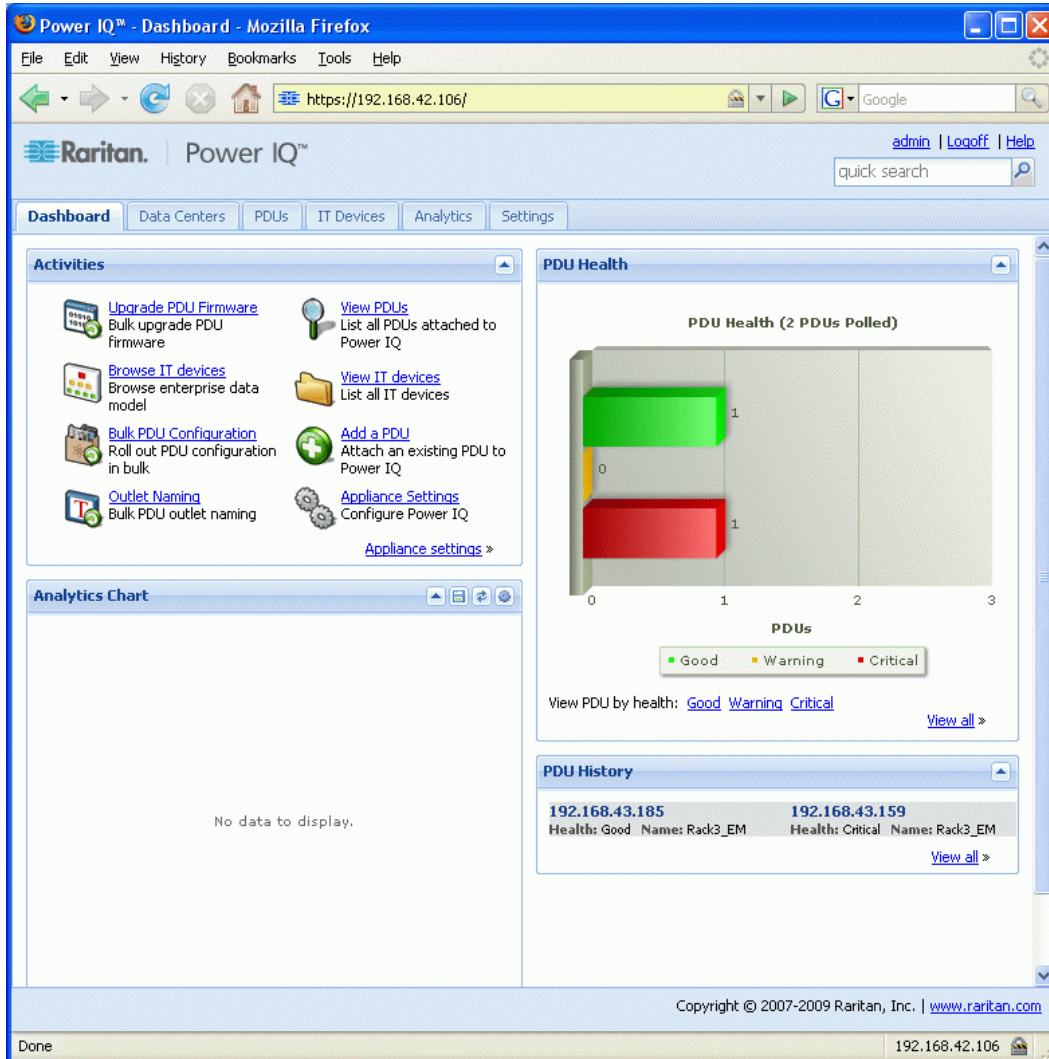 Power IQ™ - Dashboard - Mozilla Firefox
File Edit View History Bookmarks Tools Help
https://192.168.42.106/
G Google
Raritan. Power IQ™
admin | Logoff | Help
quick search
Dashboard Data Centers PDUs IT Devices Analytics Settings
Activities
Upgrade PDU Firmware
Bulk upgrade PDU
firmware
View PDUs
List all PDUs attached to
Power IQ
Browse IT devices
Browse enterprise data
model
View IT devices
List all IT devices
Bulk PDU Configuration
Roll out PDU configuration
in bulk
Add a PDU
Attach an existing PDU to
Power IQ
Outlet Naming
Bulk PDU outlet naming
Appliance Settings
Configure Power IQ
Appliance settings »
Analytics Chart
No data to display.
PDU Health
PDU Health (2 PDUs Polled)
1
0
1
0 1 2 3
PDUs
Good Warning Critical
View PDU by health: Good Warning Critical
View all »
PDU History
192.168.43.185
Health: Good Name: Rack3_EM
192.168.43.159
Health: Critical Name: Rack3_EM
View all »
Copyright © 2007-2009 Raritan, Inc. | www.raritan.com
Done 192.168.42.106